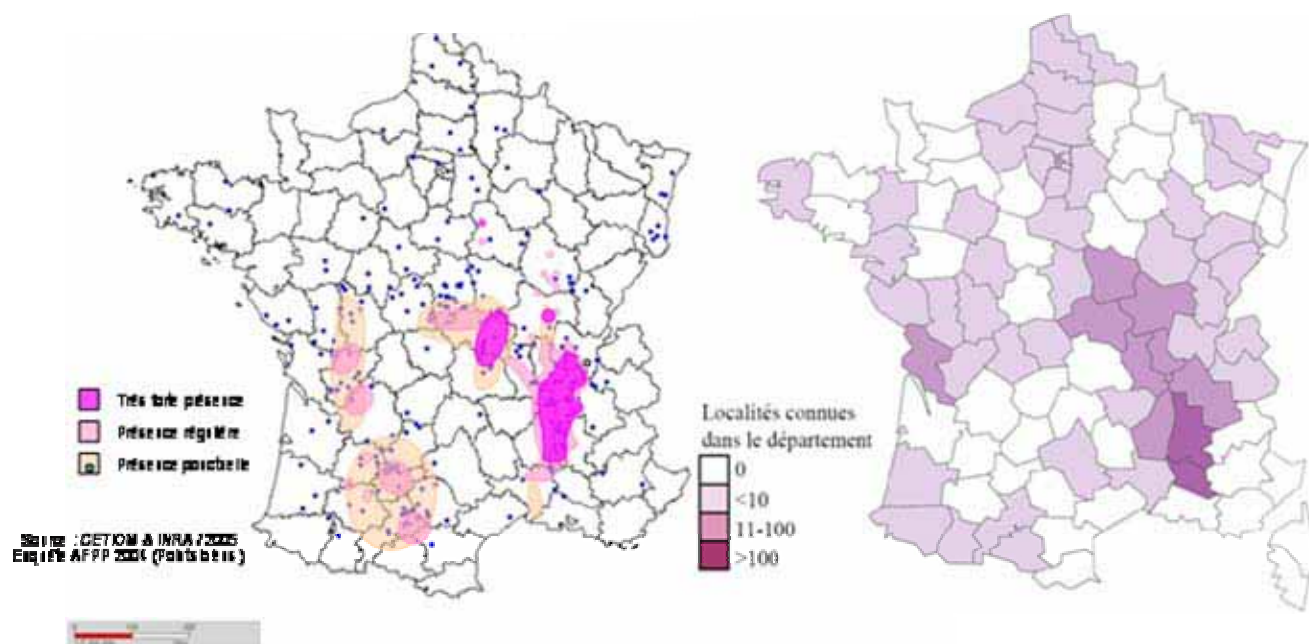 Très forte présence
Présence régulière
Présence ponctuelle
Source : CETIOM & INRA / 2005
Enquête AFPP 2004 (Points bleus)
Localités connues
dans le département
0
<10
11-100
>100